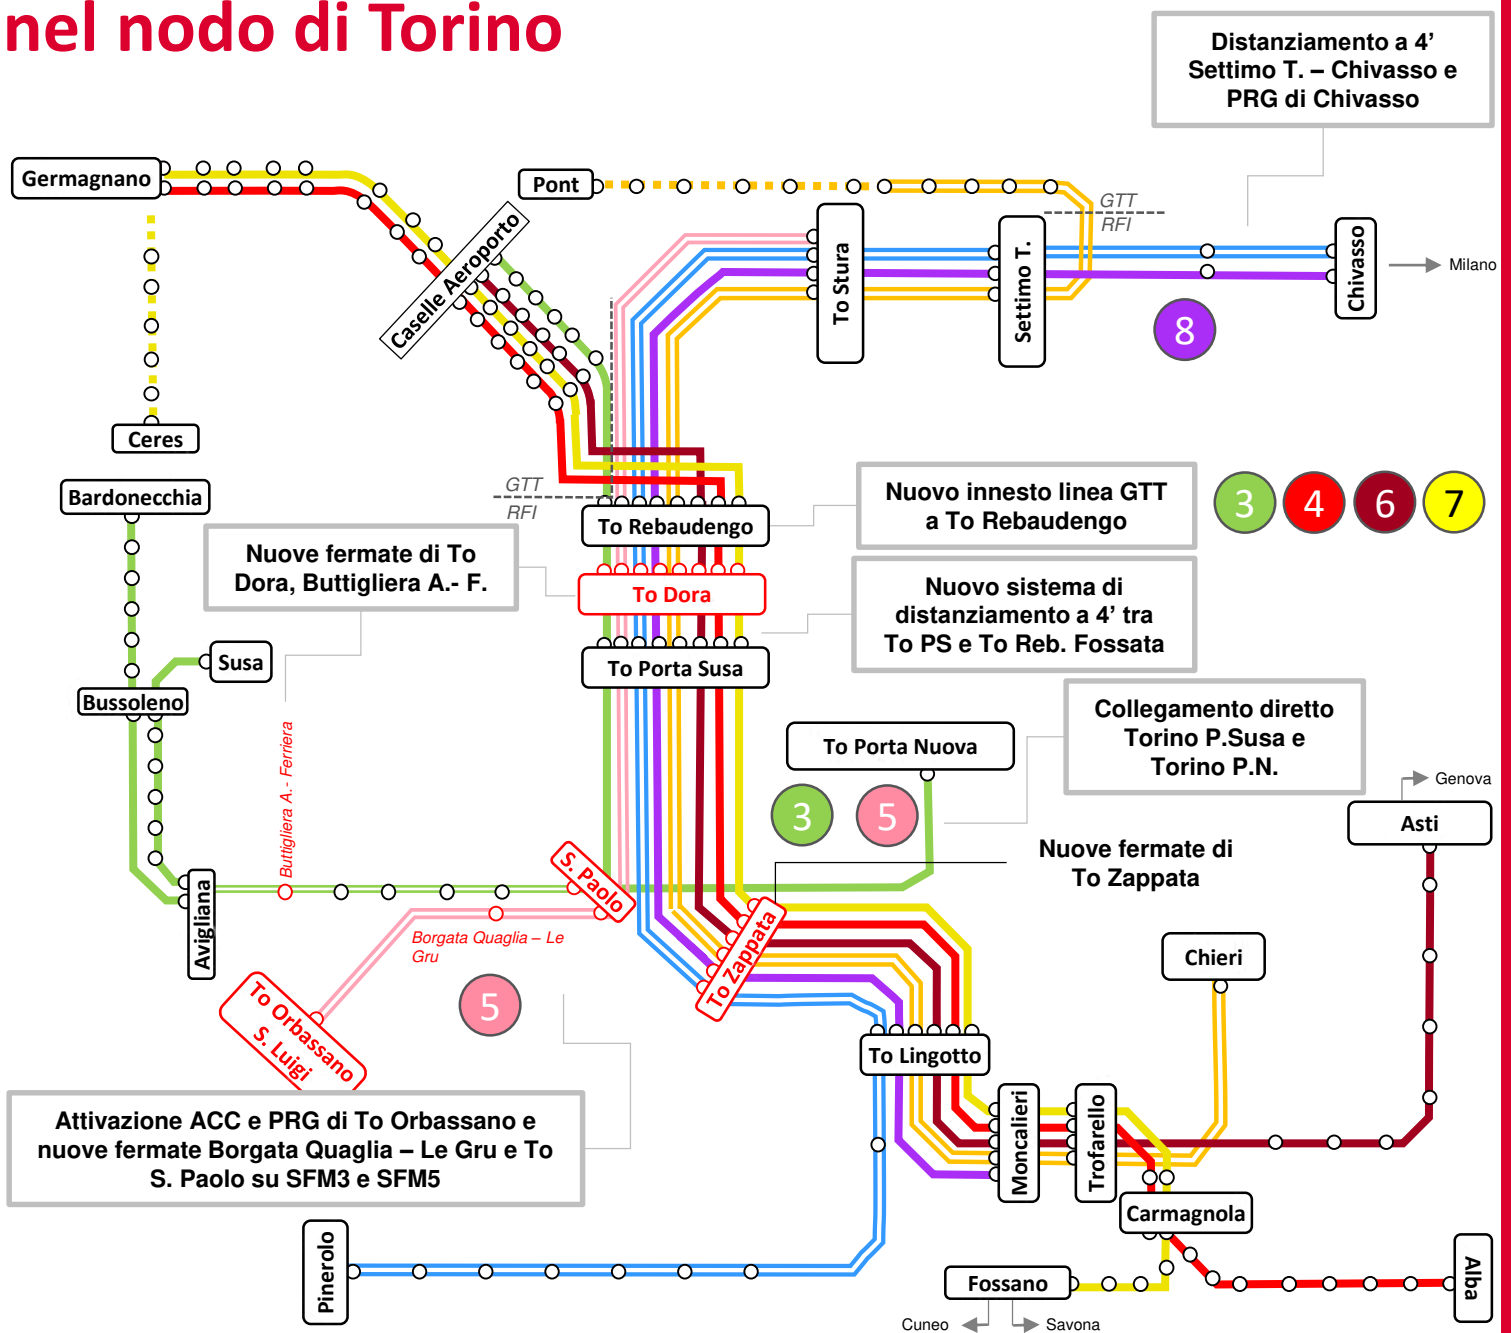 nel nodo di Torino
Distanziamento a 4’
Settimo T. – Chivasso e
PRG di Chivasso
Germagnano
Pont
GTT
RFI
Caselle Aeroporto
To Stura
Settimo T.
Chivasso
Milano
8
Ceres
Bardonecchia
GTT
RFI
To Rebaudengo
Nuovo innesto linea GTT
a To Rebaudengo
3
4
6
7
Nuove fermate di To
Dora, Buttigliera A.- F.
To Dora
Nuovo sistema di
distanziamento a 4’ tra
To PS e To Reb. Fossata
Susa
To Porta Susa
Bussoleno
Collegamento diretto
Torino P.Susa e
Torino P.N.
To Porta Nuova
Buttigliera A.- Ferriera
Genova
3
5
Asti
Nuove fermate di
To Zappata
S. Paolo
Avigliana
Borgata Quaglia – Le
Gru
To Zappata
Chieri
5
To Orbassano
S. Luigi
To Lingotto
Attivazione ACC e PRG di To Orbassano e
nuove fermate Borgata Quaglia – Le Gru e To
S. Paolo su SFM3 e SFM5
Moncalieri
Trofarello
Carmagnola
Pinerolo
Fossano
Alba
Cuneo
Savona